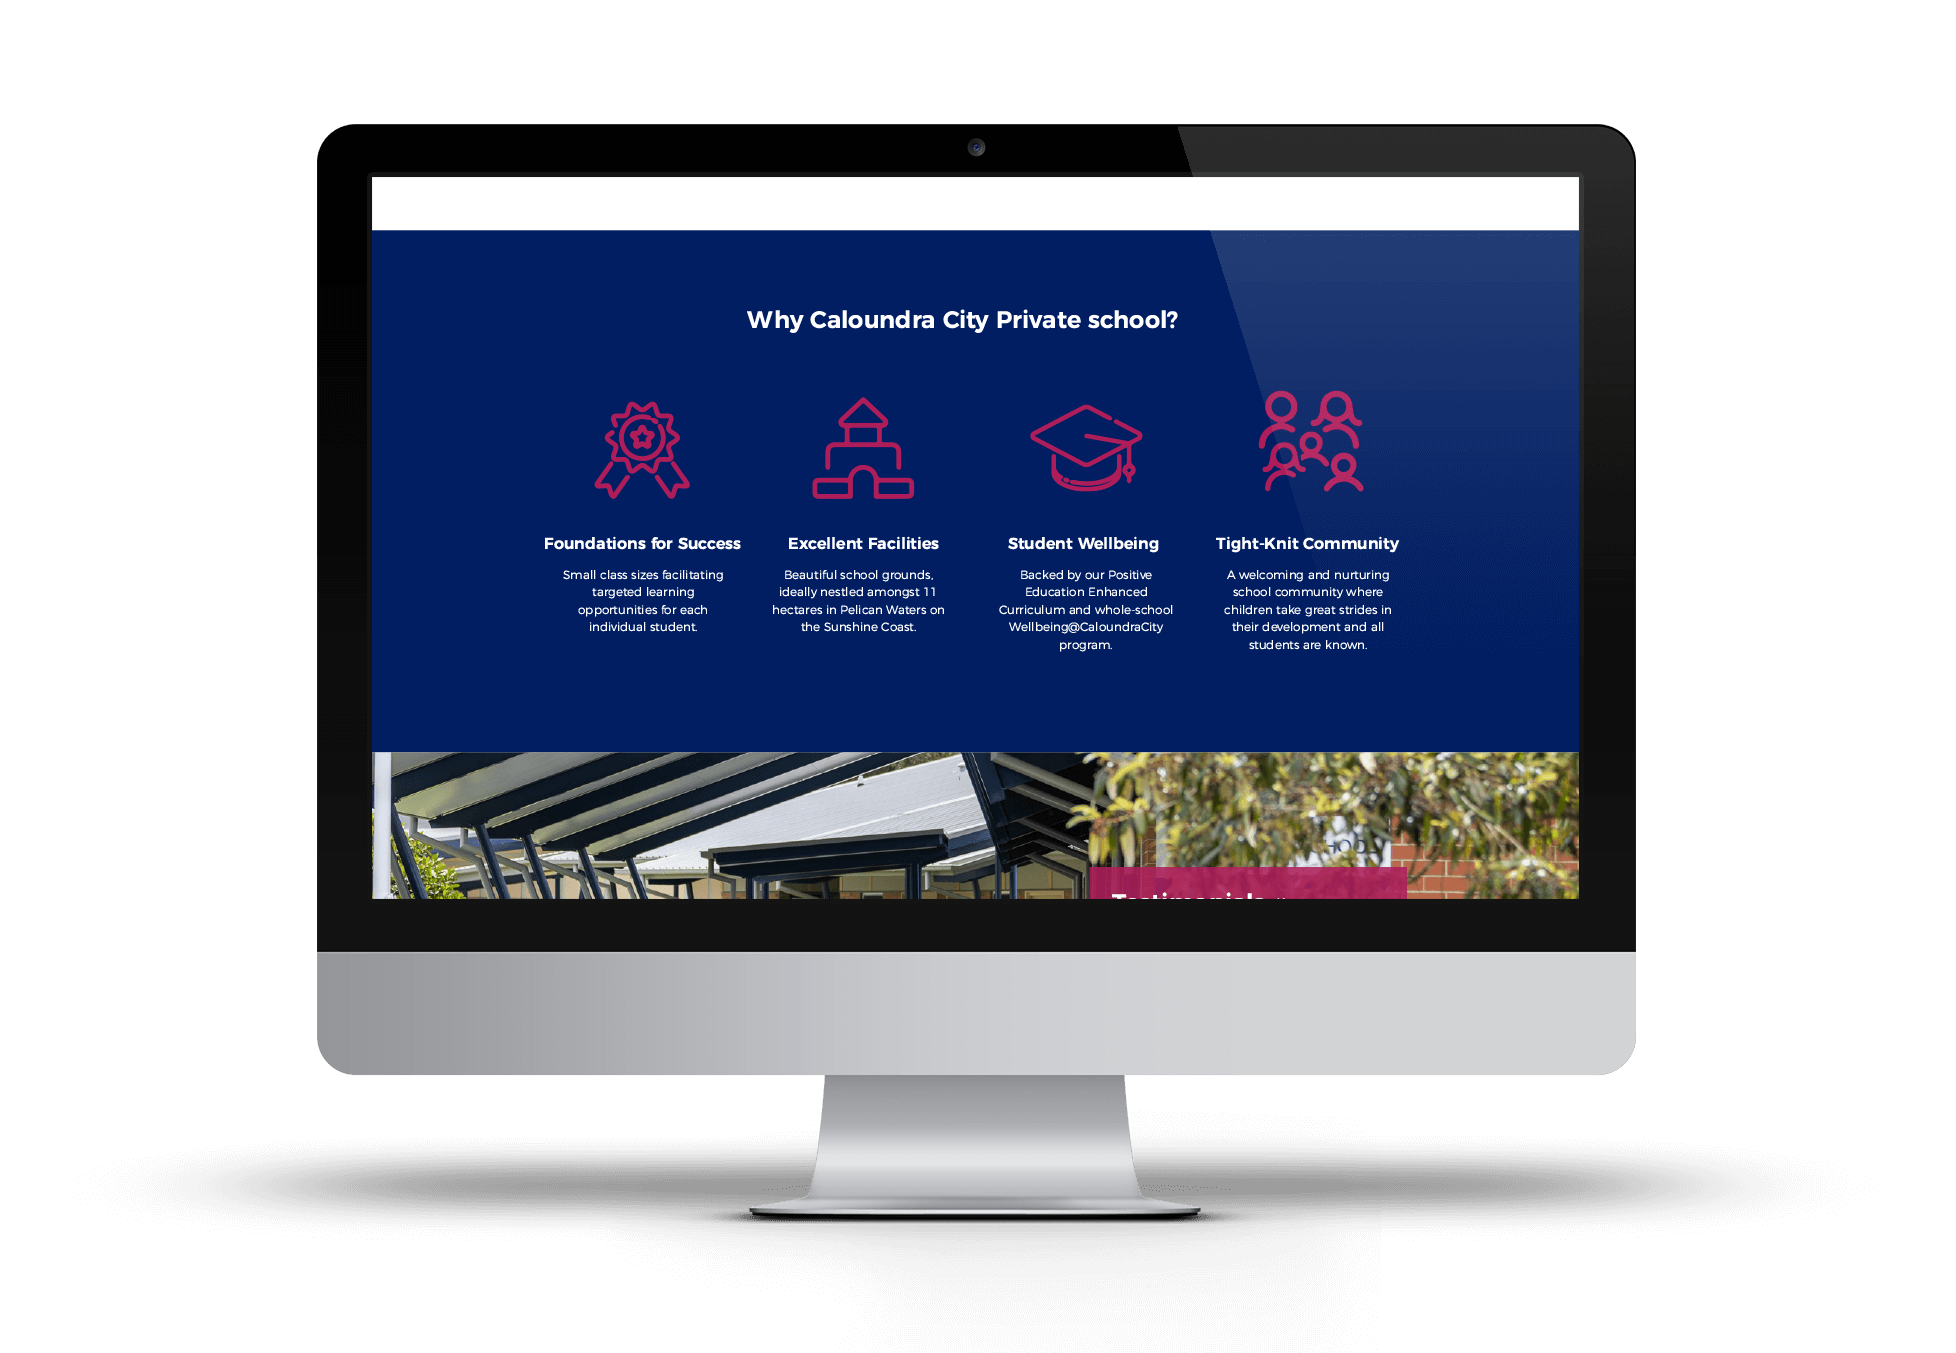 Why Caloundra City Private school?
Foundations for Success
Small class sizes facilitating
targeted learning
opportunities for each
individual student.
Excellent Facilities
Beautiful school grounds,
ideally nestled amongst 11
hectares in Pelican Waters on
the Sunshine Coast.
Student Wellbeing
Backed by our Positive
Education Enhanced
Curriculum and whole-school
Wellbeing@CaloundraCity
program.
Tight-Knit Community
A welcoming and nurturing
school community where
children take great strides in
their development and all
students are known.
Testimonials